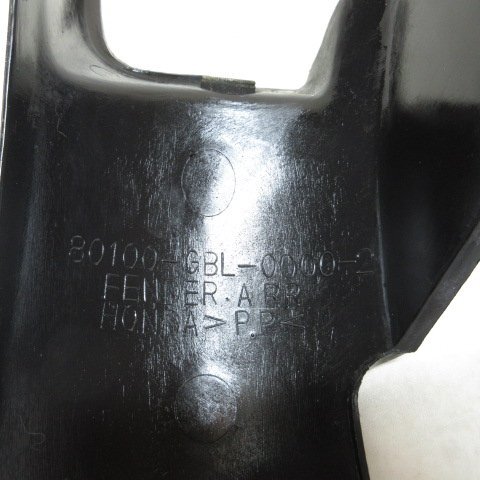 80100-GBL-0000-2
FENDER.A RR
HONDA >P.P<